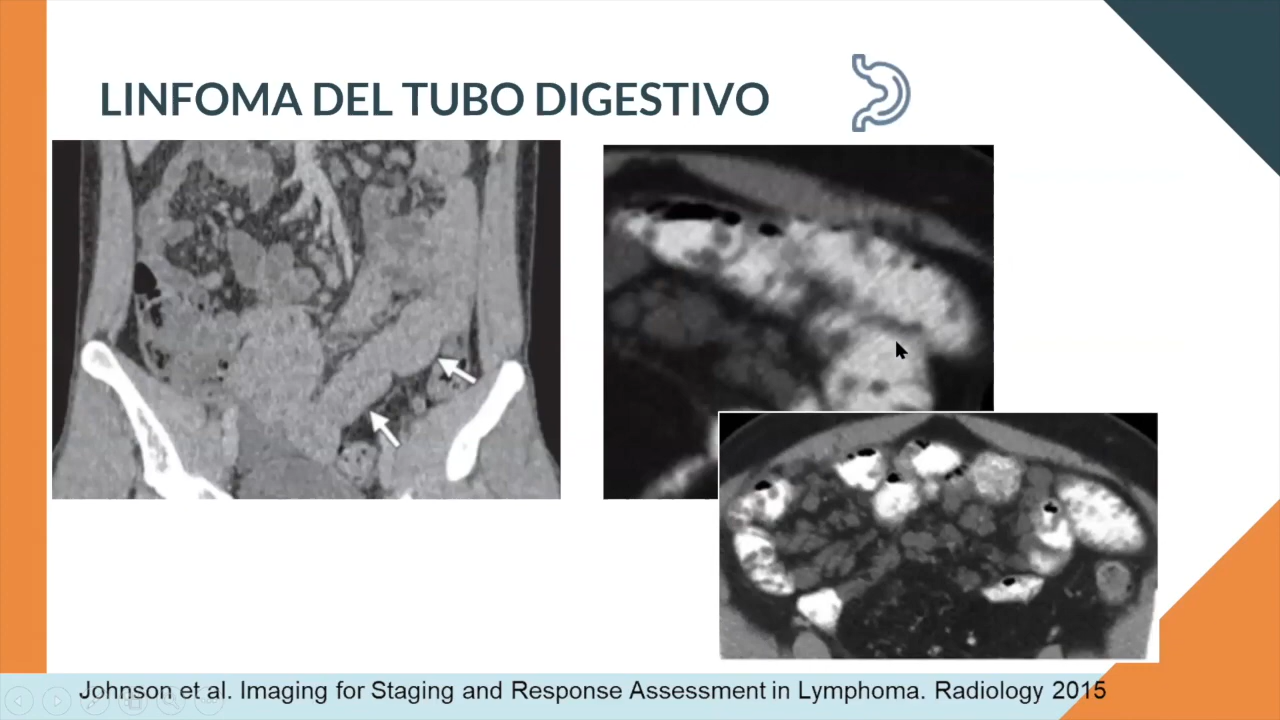 LINFOMA DEL TUBO DIGESTIVO
Johnson et al. Imaging for Staging and Response Assessment in Lymphoma. Radiology 2015